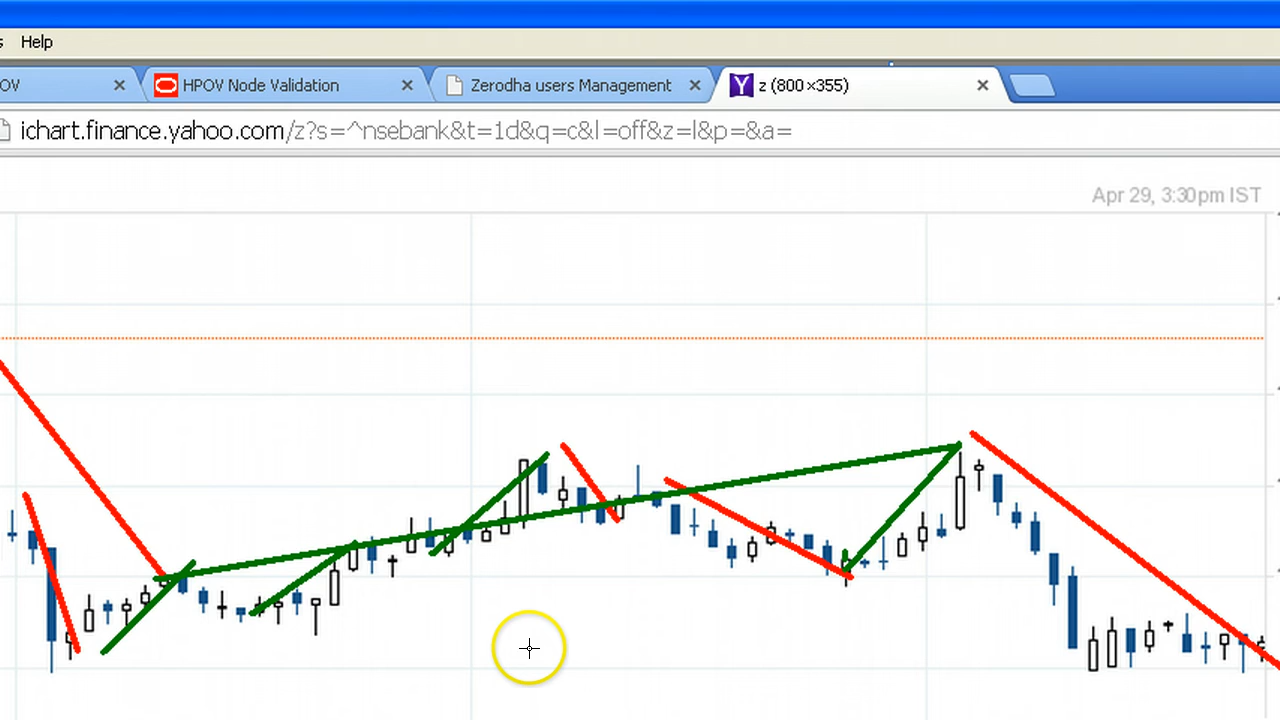 s Help
OV HPOV Node Validation Zerodha users Management z (800×355)
ichart.finance.yahoo.com/z?s=^nsebank&t=1d&q=c&l=off&z=l&p=&a=
Apr 29, 3:30pm IST